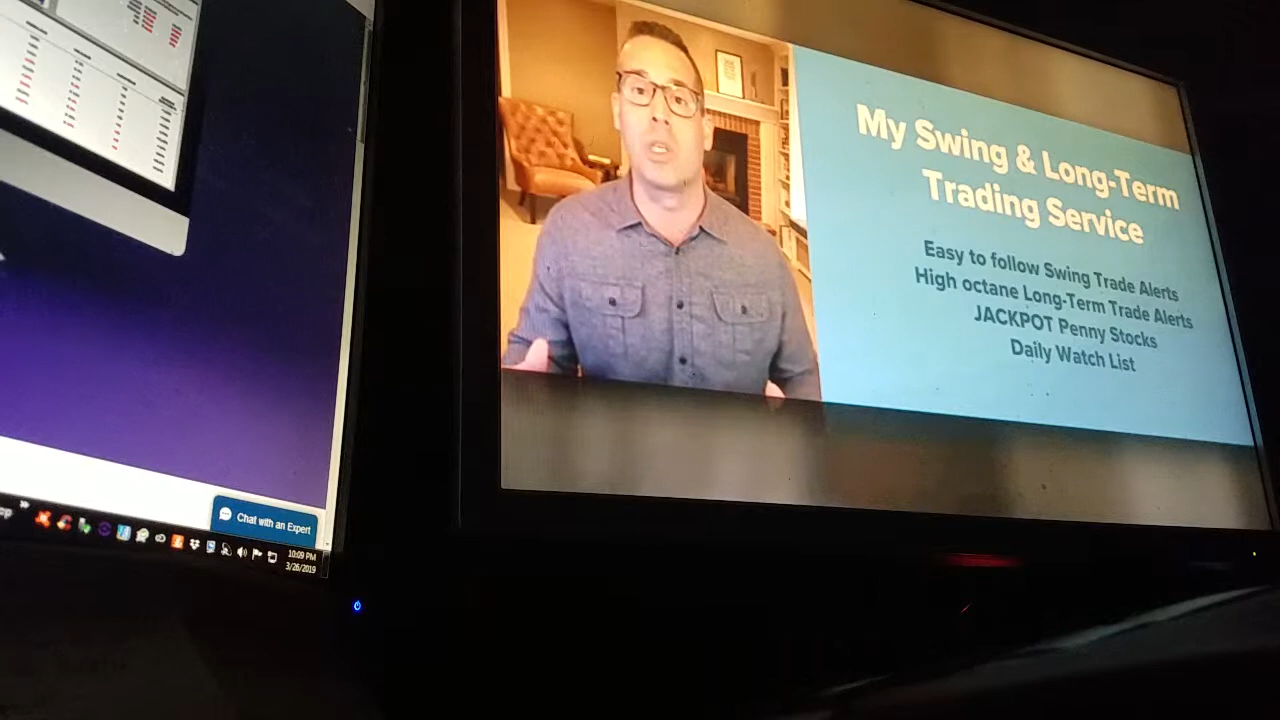 My Swing & Long-Term
Trading Service
Easy to follow Swing Trade Alerts
High octane Long-Term Trade Alerts
JACKPOT Penny Stocks
Daily Watch List
Chat with an Expert
10:09 PM
3/26/2019